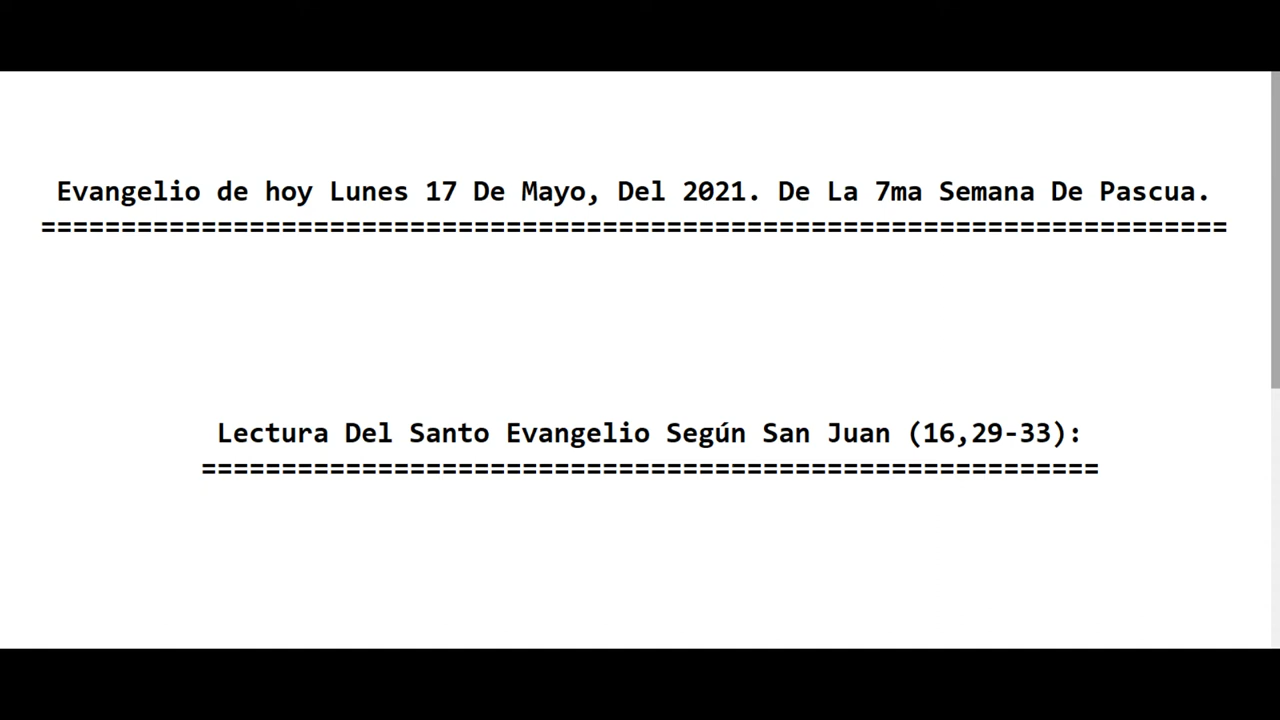 Evangelio de hoy Lunes 17 De Mayo, Del 2021. De La 7ma Semana De Pascua.
==========================================================================
Lectura Del Santo Evangelio Según San Juan (16,29-33):
========================================================